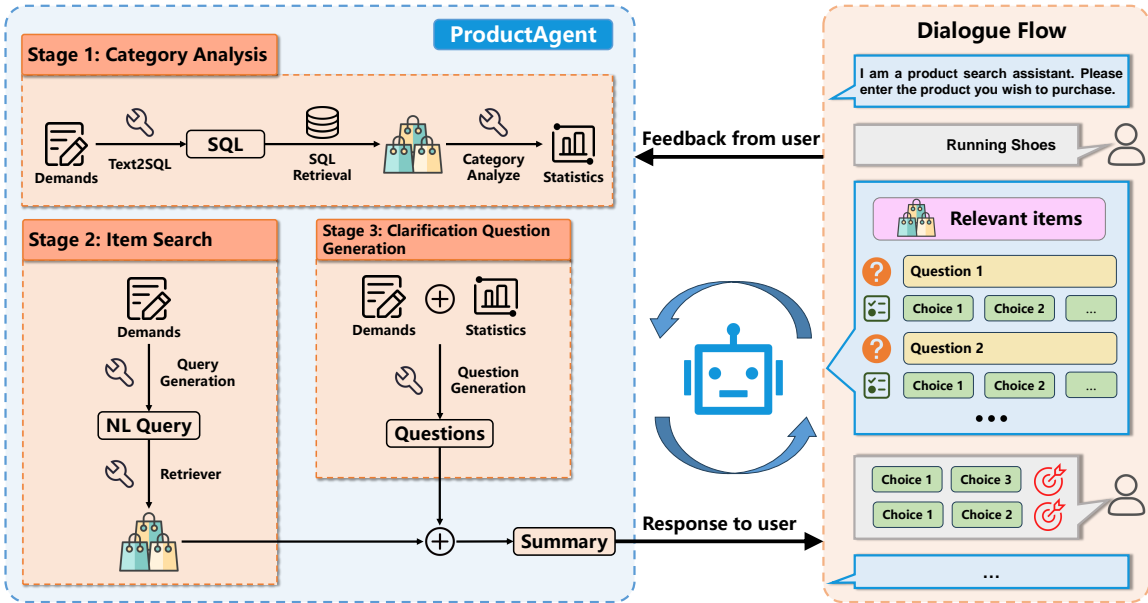 ProductAgent
Stage 1: Category Analysis
Demands
Text2SQL
SQL
SQL
Retrieval
Category
Analyze
Statistics
Stage 2: Item Search
Demands
Query
Generation
NL Query
Retriever
Stage 3: Clarification Question
Generation
Demands
Statistics
Question
Generation
Questions
Summary
Feedback from user
Response to user
Dialogue Flow
I am a product search assistant. Please
enter the product you wish to purchase.
Running Shoes
Relevant items
?
Question 1
Choice 1
Choice 2
...
?
Question 2
Choice 1
Choice 2
...
•••
Choice 1
Choice 3
Choice 1
Choice 2
...